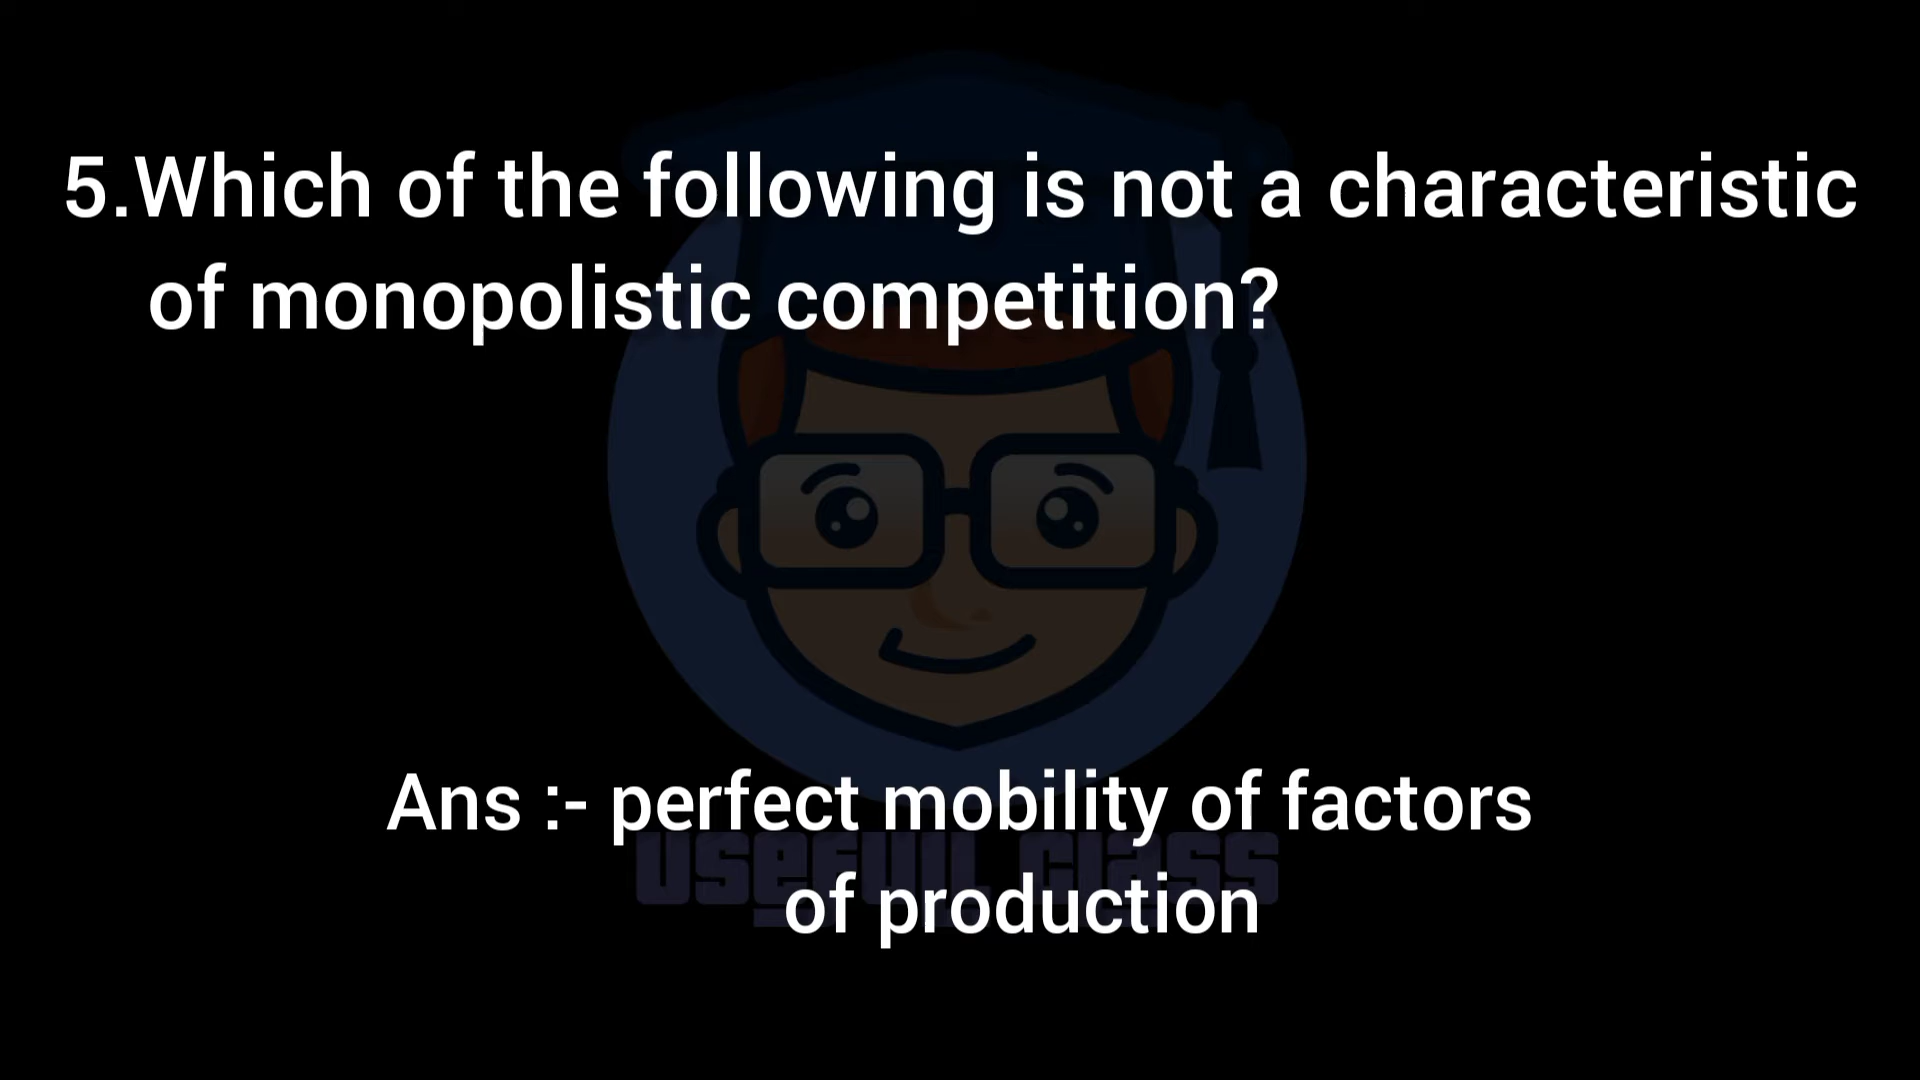 5.Which of the following is not a characteristic
of monopolistic competition?
Ans :- perfect mobility of factors
usefull class
of production